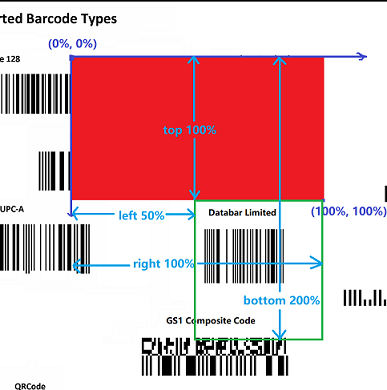 rted Barcode Types
(0%, 0%)
e 128
top 100%
UPC-A
left 50%
Databar Limited
(100%, 100%)
right 100%
bottom 200%
GS1 Composite Code
QRCode